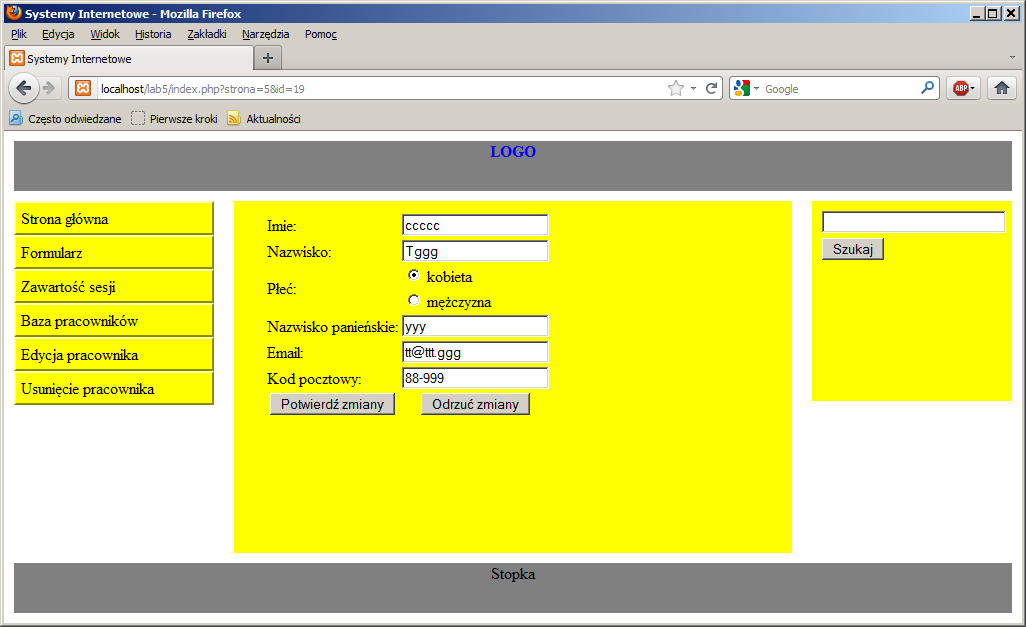 Systemy Internetowe - Mozilla Firefox
Plik Edycja Widok Historia Zakładki Narzędzia Pomoc
Systemy Internetowe
localhost/lab5/index.php?strona=5&id=19 Google ABP
Często odwiedzane Pierwsze kroki Aktualności
LOGO
Strona główna
Formularz
Zawartość sesji
Baza pracowników
Edycja pracownika
Usunięcie pracownika
Imie: ccccc
Nazwisko: Tggg
Płeć:
kobieta
mężczyzna
Nazwisko panieńskie: yyy
Email: tt@ttt.ggg
Kod pocztowy: 88-999
Potwierdź zmiany Odrzuć zmiany
Szukaj
Stopka